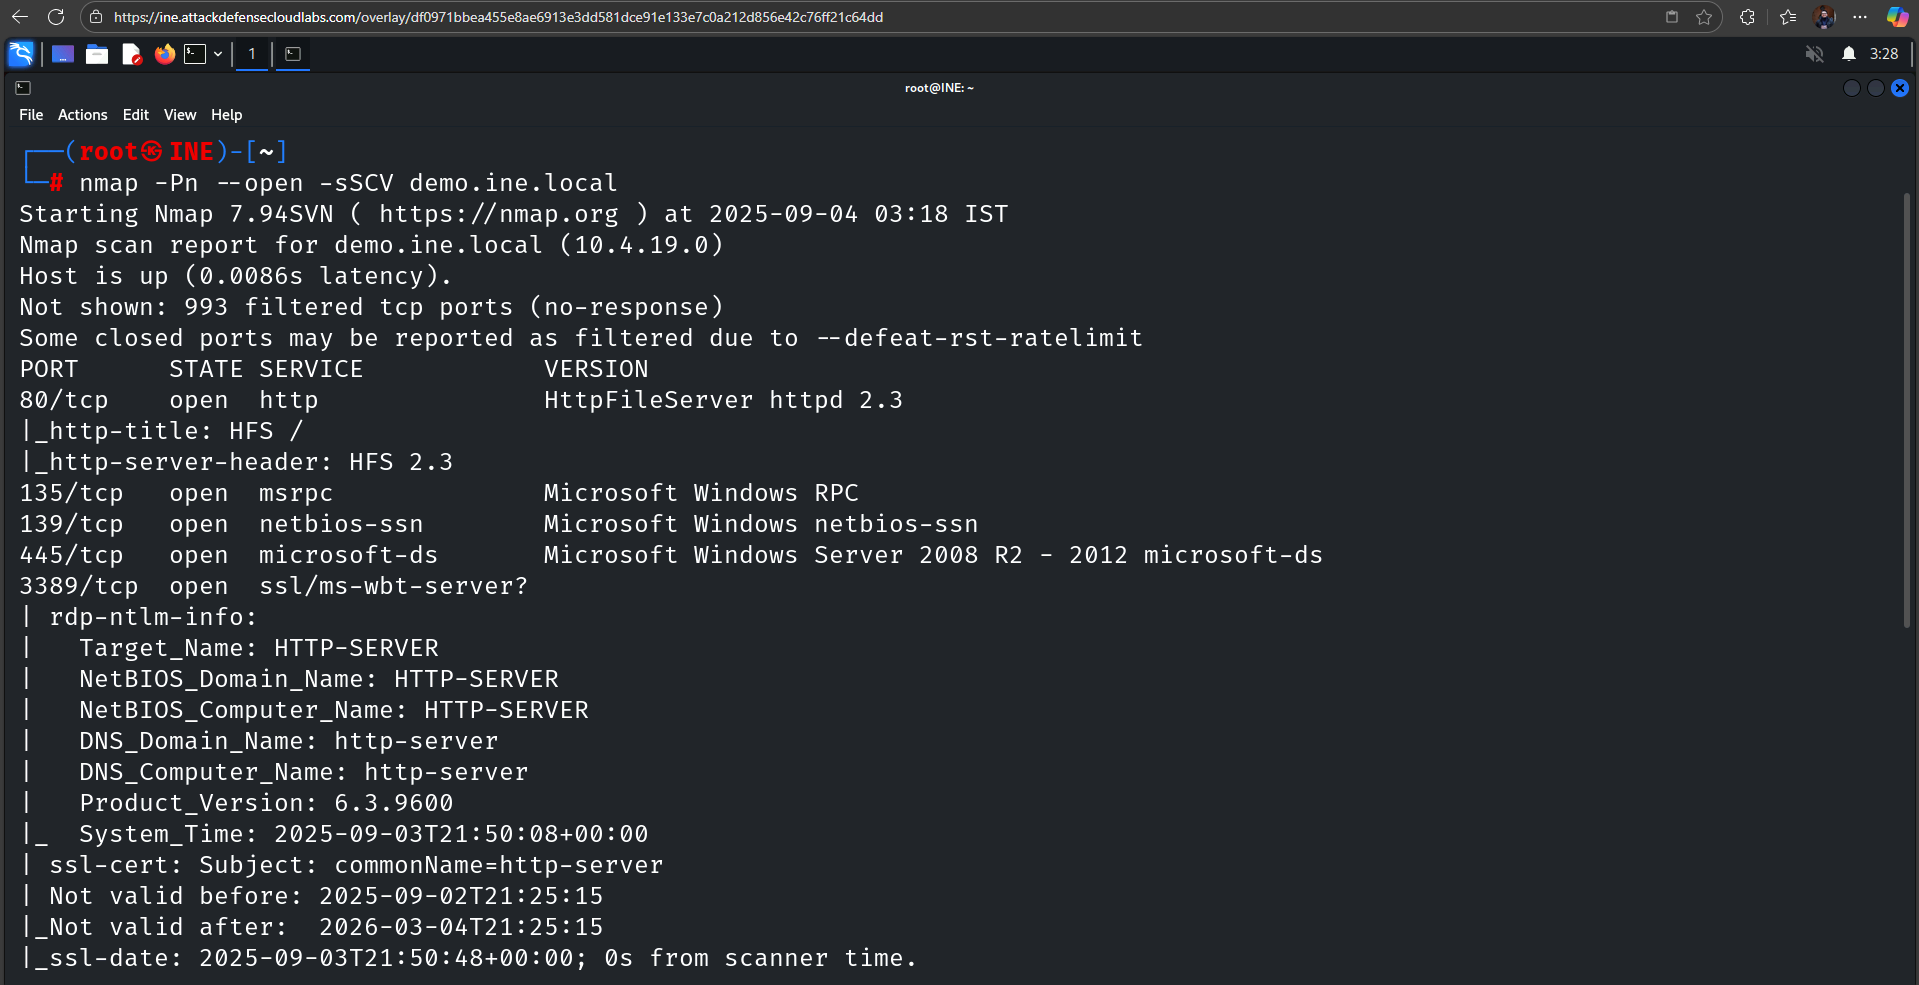 https://ine.attackdefensecloudlabs.com/overlay/df0971bbea455e8ae6913e3dd581dce91e133e7c0a212d856e42c76ff21c64dd
1
3:28
root@INE: ~
File Actions Edit View Help
┌──(root㉿INE)-[~]
└─# nmap -Pn --open -sSCV demo.ine.local
Starting Nmap 7.94SVN ( https://nmap.org ) at 2025-09-04 03:18 IST
Nmap scan report for demo.ine.local (10.4.19.0)
Host is up (0.0086s latency).
Not shown: 993 filtered tcp ports (no-response)
Some closed ports may be reported as filtered due to --defeat-rst-ratelimit
PORT      STATE SERVICE            VERSION
80/tcp    open  http               HttpFileServer httpd 2.3
|_http-title: HFS /
|_http-server-header: HFS 2.3
135/tcp   open  msrpc              Microsoft Windows RPC
139/tcp   open  netbios-ssn        Microsoft Windows netbios-ssn
445/tcp   open  microsoft-ds       Microsoft Windows Server 2008 R2 - 2012 microsoft-ds
3389/tcp  open  ssl/ms-wbt-server?
| rdp-ntlm-info:
|   Target_Name: HTTP-SERVER
|   NetBIOS_Domain_Name: HTTP-SERVER
|   NetBIOS_Computer_Name: HTTP-SERVER
|   DNS_Domain_Name: http-server
|   DNS_Computer_Name: http-server
|   Product_Version: 6.3.9600
|_  System_Time: 2025-09-03T21:50:08+00:00
| ssl-cert: Subject: commonName=http-server
| Not valid before: 2025-09-02T21:25:15
|_Not valid after:  2026-03-04T21:25:15
|_ssl-date: 2025-09-03T21:50:48+00:00; 0s from scanner time.